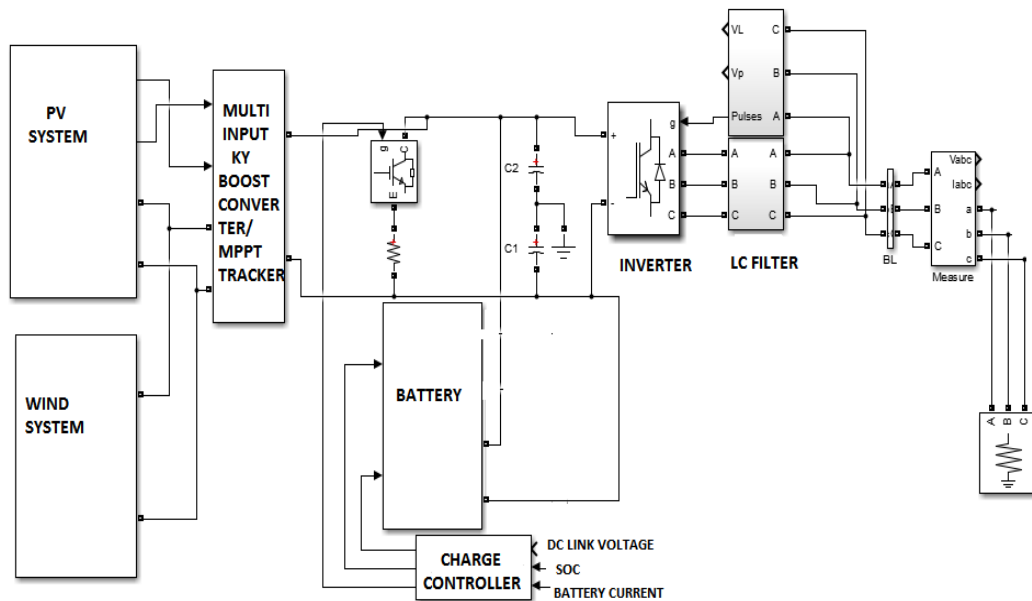 PV
SYSTEM
WIND
SYSTEM
MULTI
INPUT
KY
BOOST
CONVER
TER/
MPPT
TRACKER
g
C
E
C2
C1
BATTERY
CHARGE
CONTROLLER
DC LINK VOLTAGE
SOC
BATTERY CURRENT
+
-
g
A
B
C
INVERTER
VL
Vp
Pulses
C
B
A
A
B
C
A
B
C
LC FILTER
BL
A
B
C
Vabc
Iabc
a
b
c
Measure
A
B
C